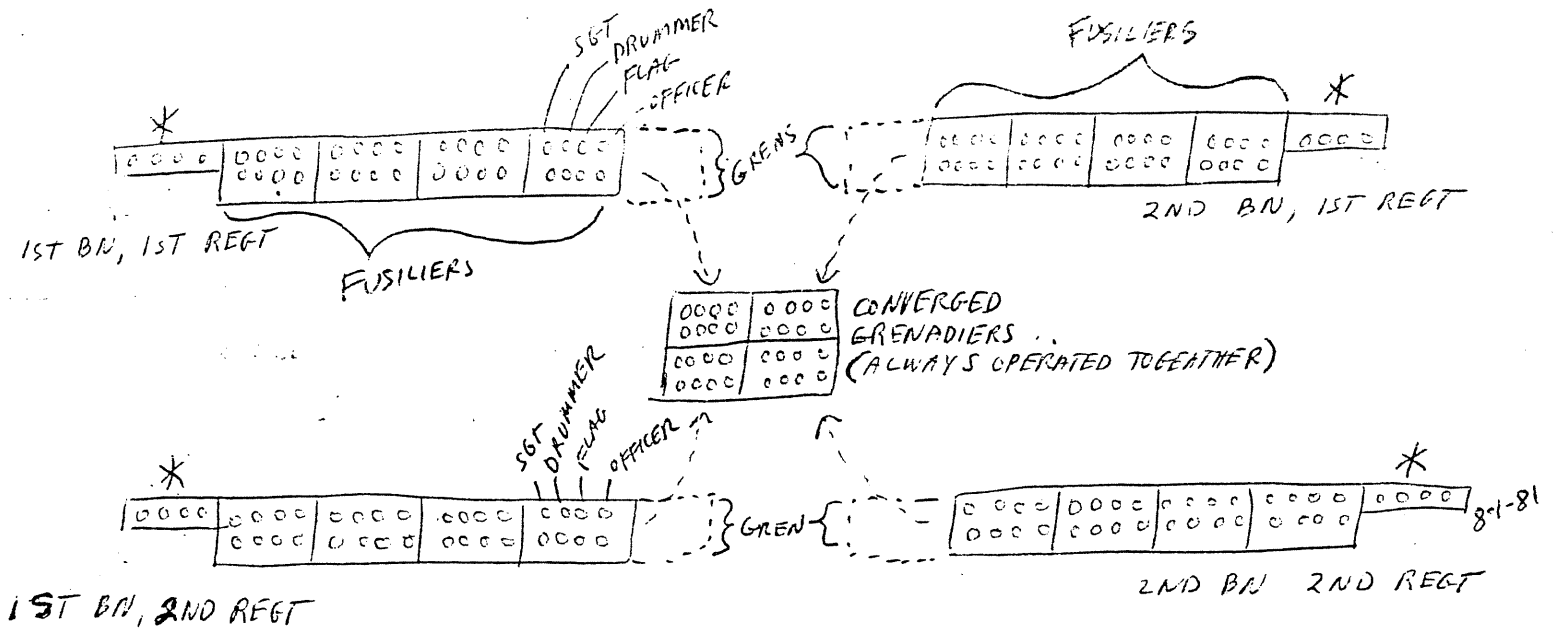 SGT
DRUMMER
FLAG
OFFICER
FUSILIERS
*
*
GRENS
1ST BN, 1ST REGT
2ND BN, 1ST REGT
FUSILIERS
CONVERGED
GRENADIERS ..
(ALWAYS OPERATED TOGEATHER)
SGT
DRUMMER
FLAG
OFFICER
*
*
GREN
8-1-81
1ST BN, 2ND REGT
2ND BN 2ND REGT